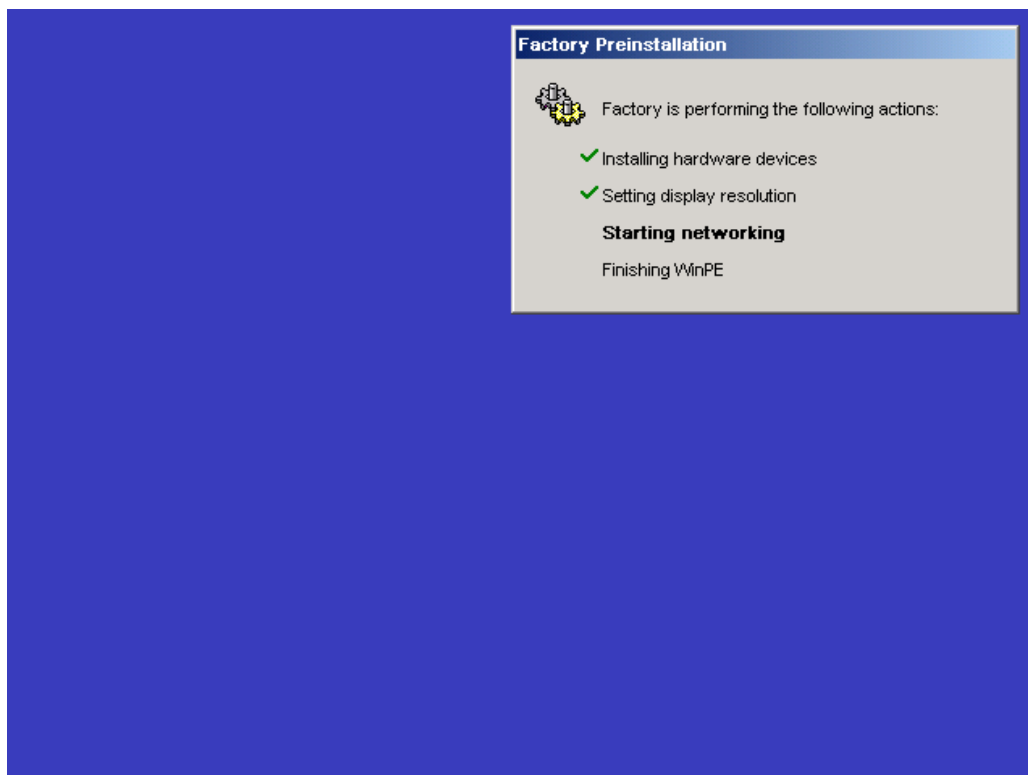 Factory Preinstallation
Factory is performing the following actions:
Installing hardware devices
Setting display resolution
Starting networking
Finishing WinPE